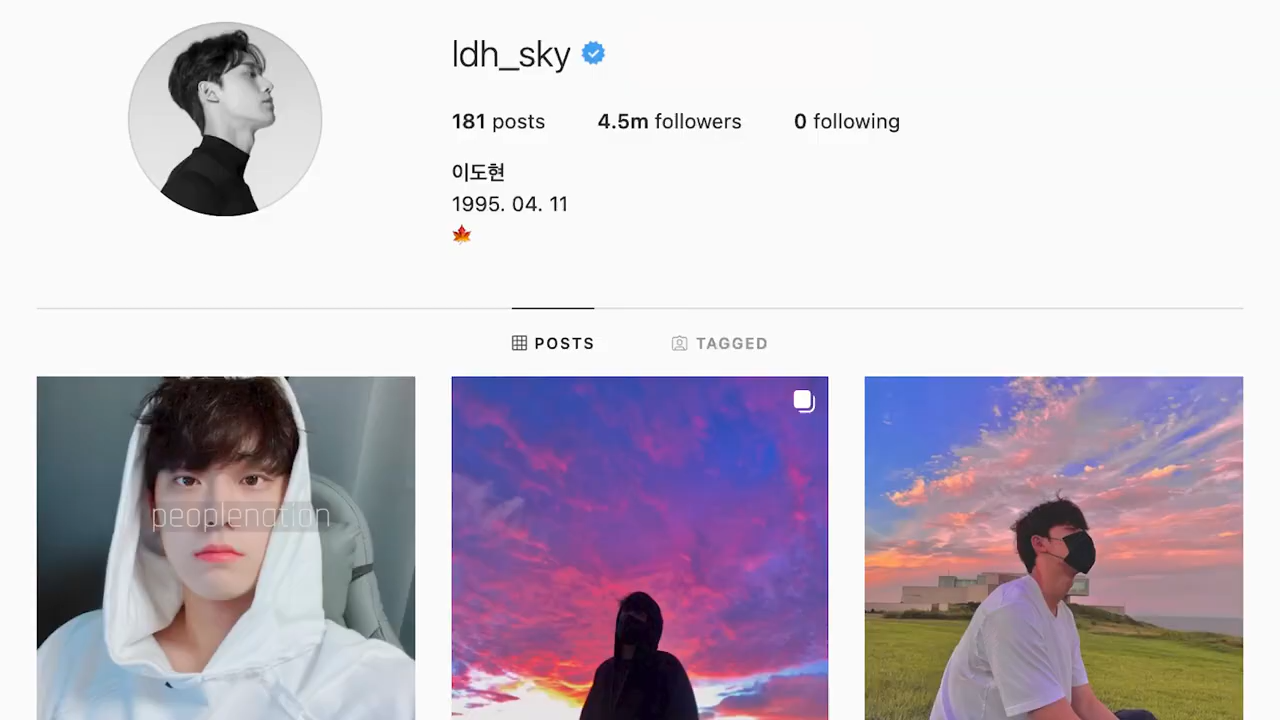 ldh_sky
181 posts 4.5m followers 0 following
이도현
1995. 04. 11
POSTS TAGGED
peoplenation